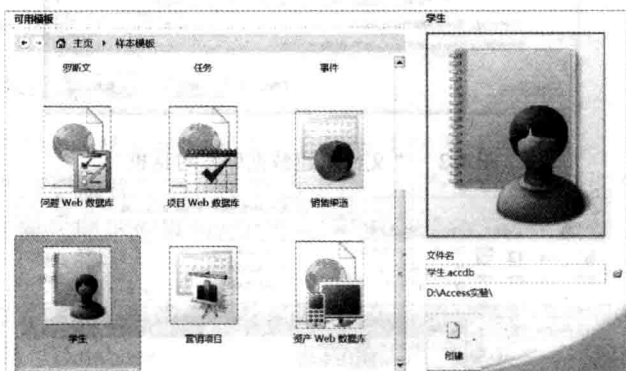 可用模板
主页 样本模板
罗斯文 任务 事件
问题 Web 数据库 项目 Web 数据库 销售渠道
学生 营销项目 资产 Web 数据库
学生
文件名
学生.accdb
D:\Access实验\
创建